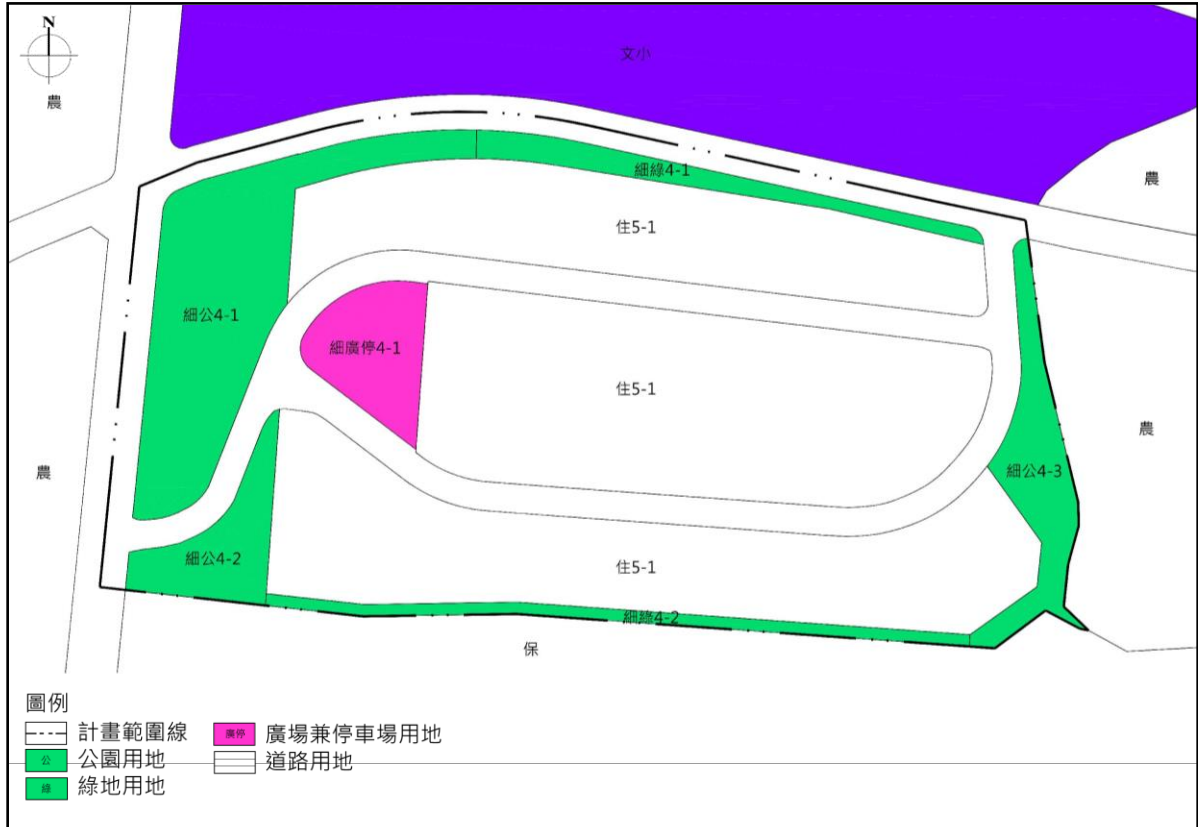 N
文小
農
農
細綠4-1
住5-1
細公4-1
細廣停4-1
住5-1
農
農
細公4-3
細公4-2
住5-1
細綠4-2
保
圖例
計畫範圍線
廣停 廣場兼停車場用地
公 公園用地
道路用地
綠 綠地用地